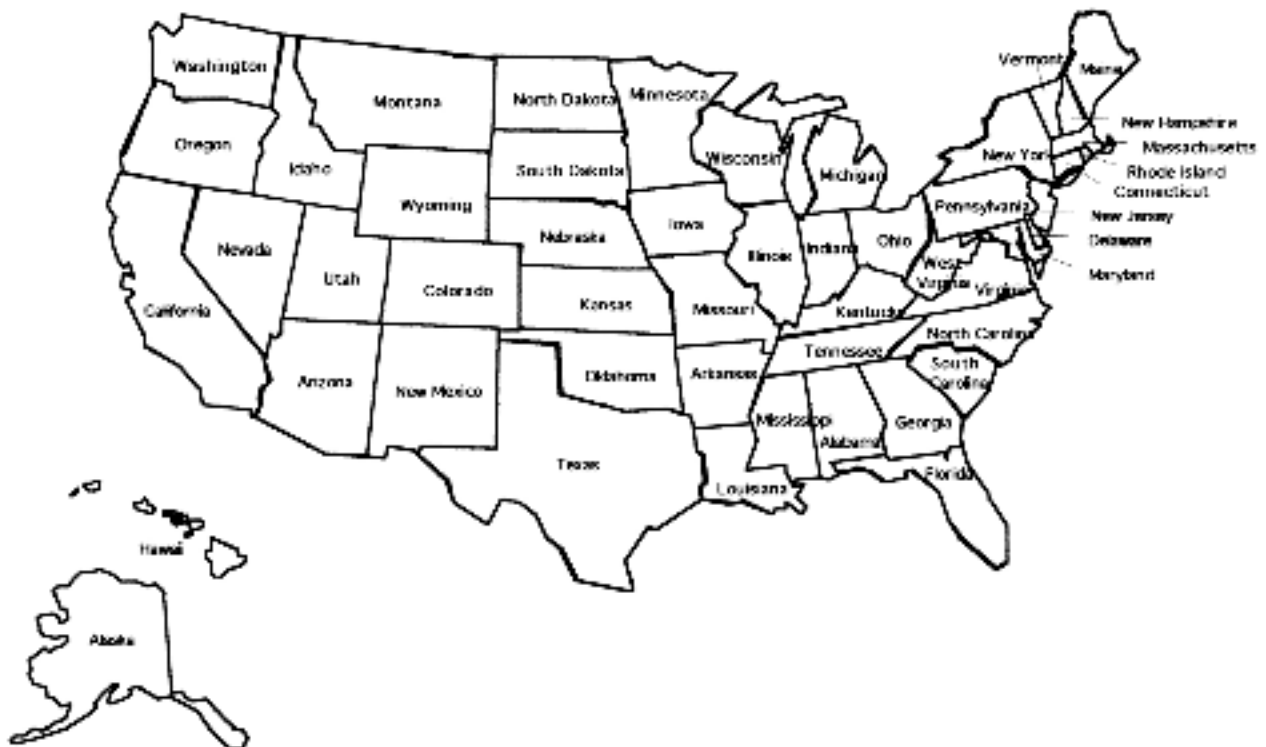 Vermont
Maine
Washington
Montana
North Dakota
Minnesota
New Hampshire
Oregon
Massachusetts
Idaho
South Dakota
Wisconsin
Michigan
New York
Rhode Island
Connecticut
Wyoming
Pennsylvania
New Jersey
Nevada
Nebraska
Iowa
Ohio
Delaware
Utah
Colorado
Illinois
Indiana
West
Virginia
Maryland
California
Kansas
Missouri
Kentucky
Virginia
Tennessee
North Carolina
Arizona
New Mexico
Oklahoma
Arkansas
South
Carolina
Mississippi
Alabama
Georgia
Texas
Louisiana
Florida
Hawaii
Alaska